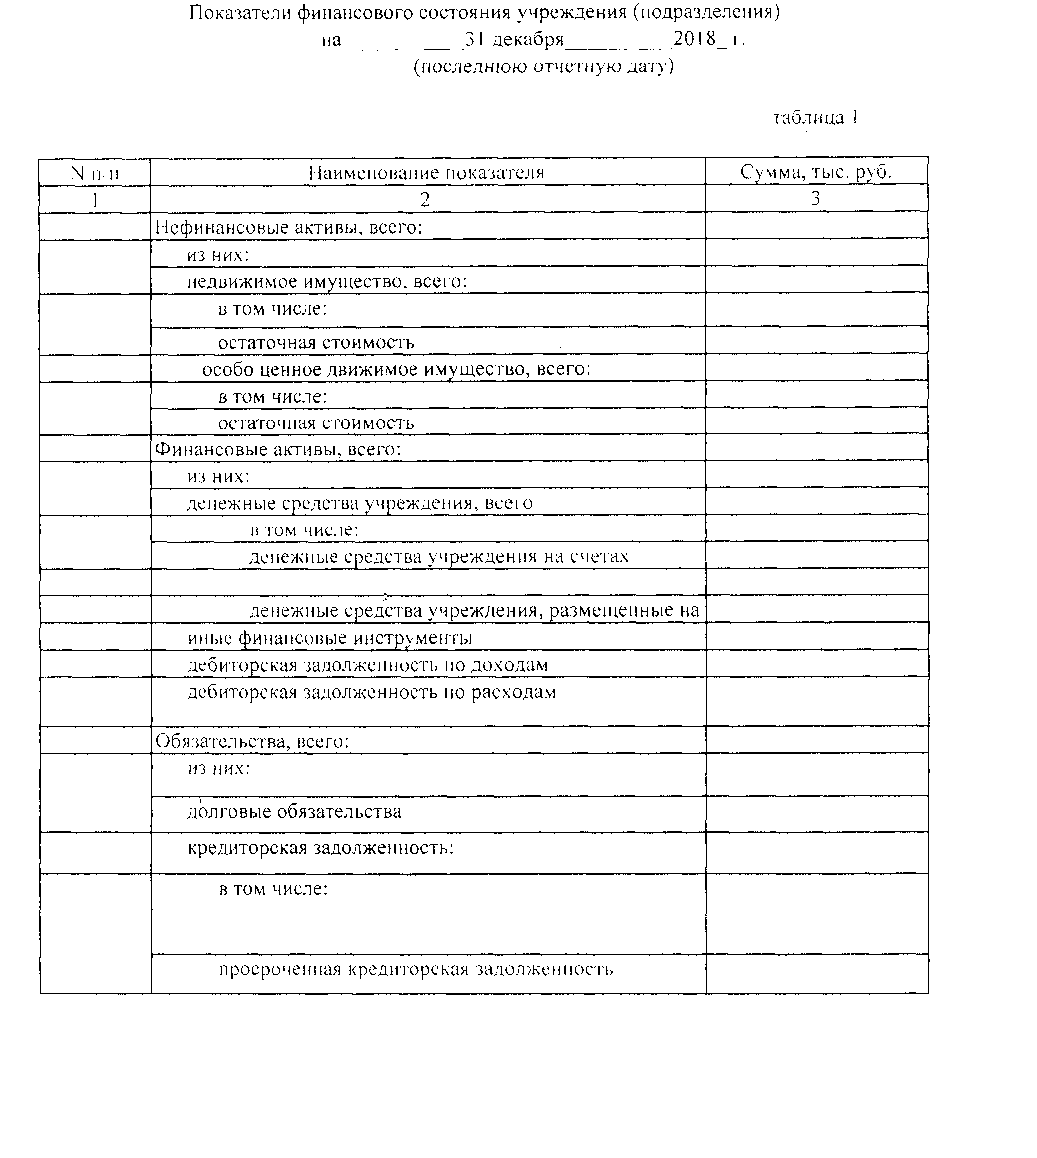 Показатели финансового состояния учреждения (подразделения)
на ___ 31 декабря_______ ___2018_ г.
(последнюю отчетную дату)
таблица 1
N п/п Наименование показателя Сумма, тыс. руб.
1 2 3
Нефинансовые активы, всего:
из них:
недвижимое имущество, всего:
в том числе:
остаточная стоимость
особо ценное движимое имущество, всего:
в том числе:
остаточная стоимость
Финансовые активы, всего:
из них:
денежные средства учреждения, всего
в том числе:
денежные средства учреждения на счетах
денежные средства учреждения, размещенные на
иные финансовые инструменты
дебиторская задолженность по доходам
дебиторская задолженность по расходам
Обязательства, всего:
из них:
долговые обязательства
кредиторская задолженность:
в том числе:
просроченная кредиторская задолженность